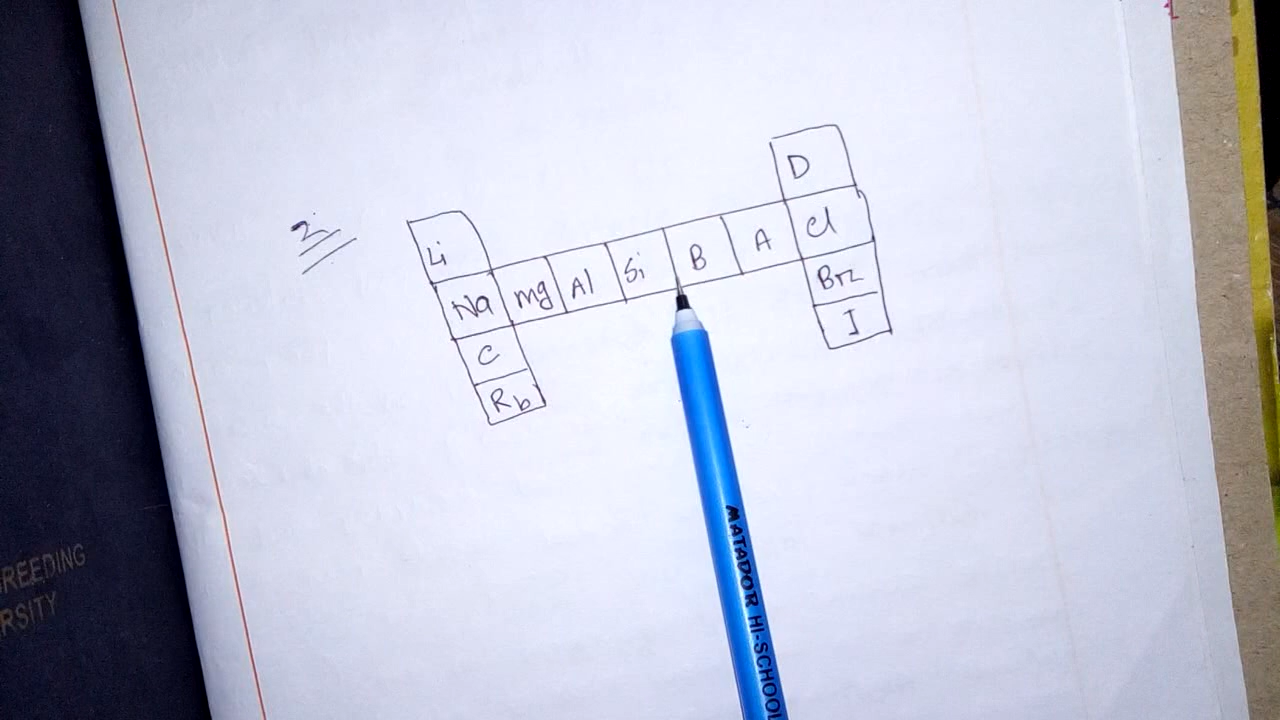 2.
D
Li
Na mg Al Si B A Cl
C Br
Rb I
MATADOR HI-SCHOOL
REEDING
RSITY